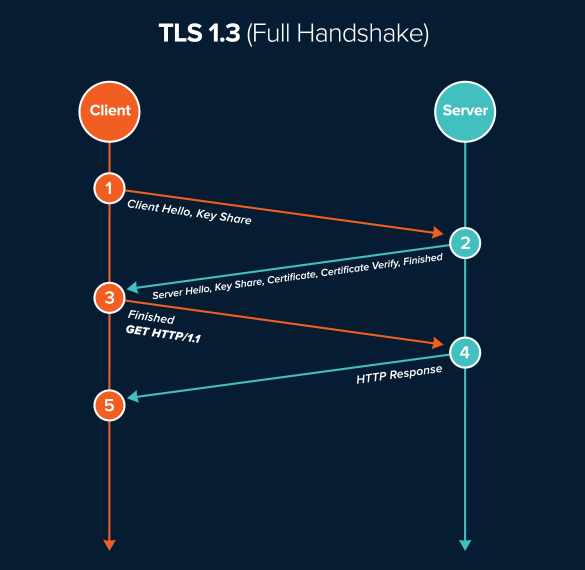 TLS 1.3 (Full Handshake)
Client
Server
1
Client Hello, Key Share
2
Server Hello, Key Share, Certificate, Certificate Verify, Finished
3
Finished
GET HTTP/1.1
4
HTTP Response
5